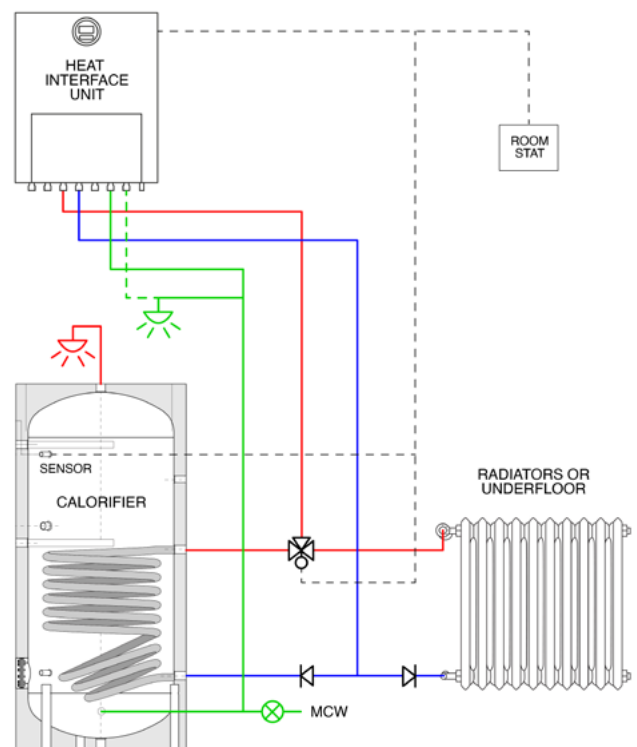 HEAT
INTERFACE
UNIT
ROOM
STAT
SENSOR
CALORIFIER
RADIATORS OR
UNDERFLOOR
MCW